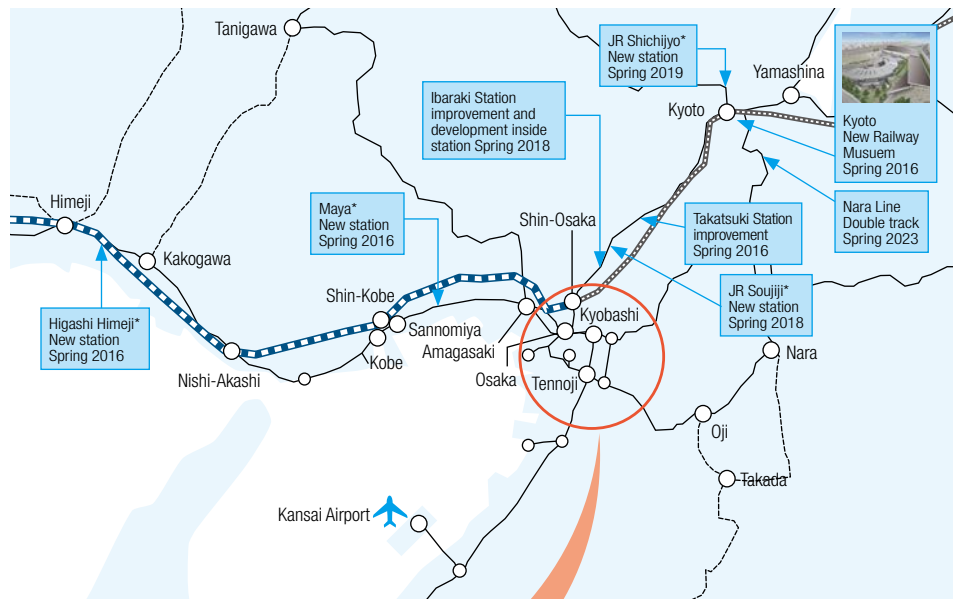 Tanigawa
JR Shichijyo*
New station
Spring 2019
Yamashina
Kyoto
New Railway
Musuem
Spring 2016
Ibaraki Station
improvement and
development inside
station Spring 2018
Kyoto
Himeji
Maya*
New station
Spring 2016
Shin-Osaka
Takatsuki Station
improvement
Spring 2016
Nara Line
Double track
Spring 2023
Kakogawa
Higashi Himeji*
New station
Spring 2016
Shin-Kobe
Sannomiya
Kobe
Amagasaki
Kyobashi
JR Soujiji*
New station
Spring 2018
Nishi-Akashi
Osaka
Tennoji
Nara
Oji
Takada
Kansai Airport